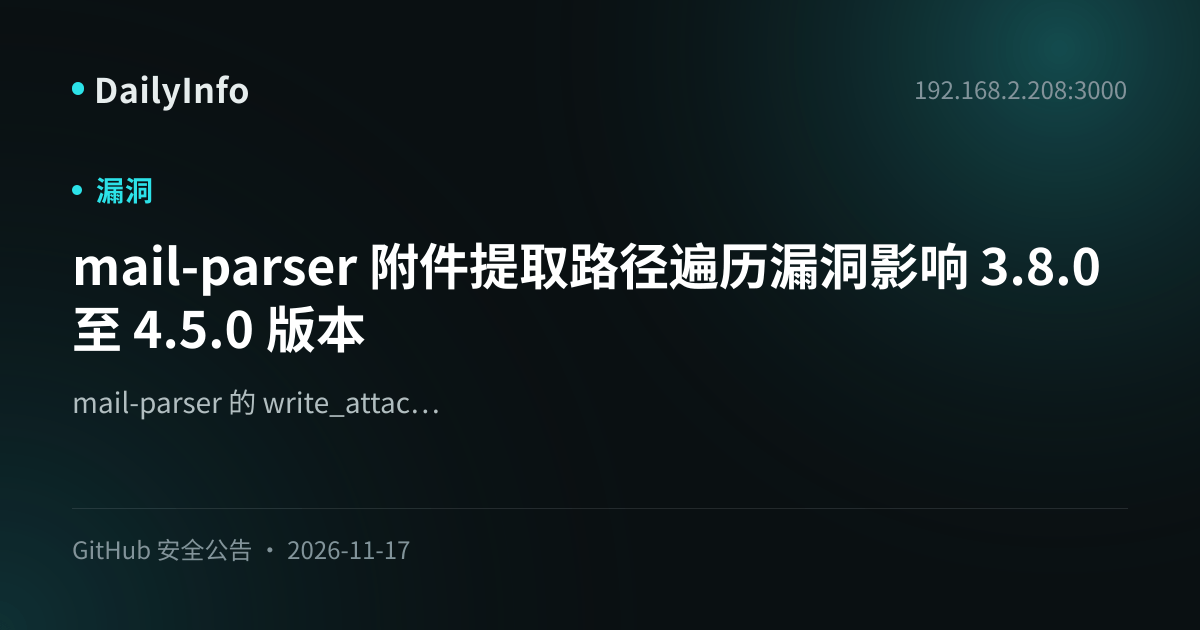 DailyInfo
192.168.2.208:3000
漏洞
mail-parser 附件提取路径遍历漏洞影响 3.8.0
至 4.5.0 版本
mail-parser 的 write_attac…
GitHub 安全公告 · 2026-11-17